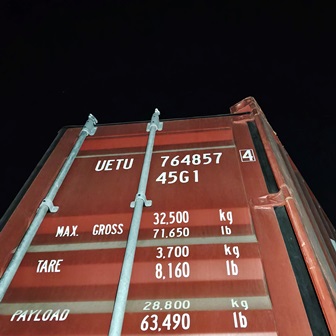 UETU 764857 4
45G1
32,500 kg
MAX. GROSS 71,650 lb
3,700 kg
TARE 8,160 lb
28,800 kg
PAYLOAD 63,490 lb